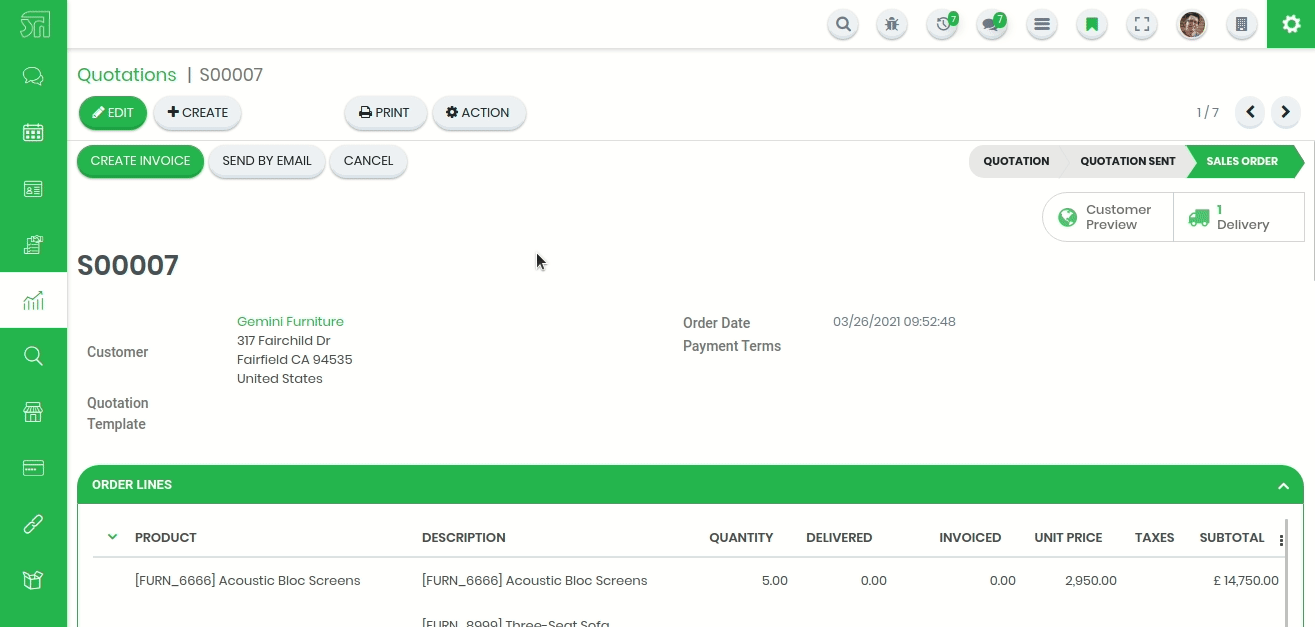 7
7
Quotations | S00007
EDIT
CREATE
PRINT
ACTION
1 / 7
CREATE INVOICE
SEND BY EMAIL
CANCEL
QUOTATION
QUOTATION SENT
SALES ORDER
Customer
Preview
1
Delivery
S00007
Customer
Gemini Furniture
317 Fairchild Dr
Fairfield CA 94535
United States
Order Date
03/26/2021 09:52:48
Payment Terms
Quotation
Template
ORDER LINES
PRODUCT DESCRIPTION QUANTITY DELIVERED INVOICED UNIT PRICE TAXES SUBTOTAL
[FURN_6666] Acoustic Bloc Screens [FURN_6666] Acoustic Bloc Screens 5.00 0.00 0.00 2,950.00 £ 14,750.00
[FURN_8999] Three-Seat Sofa